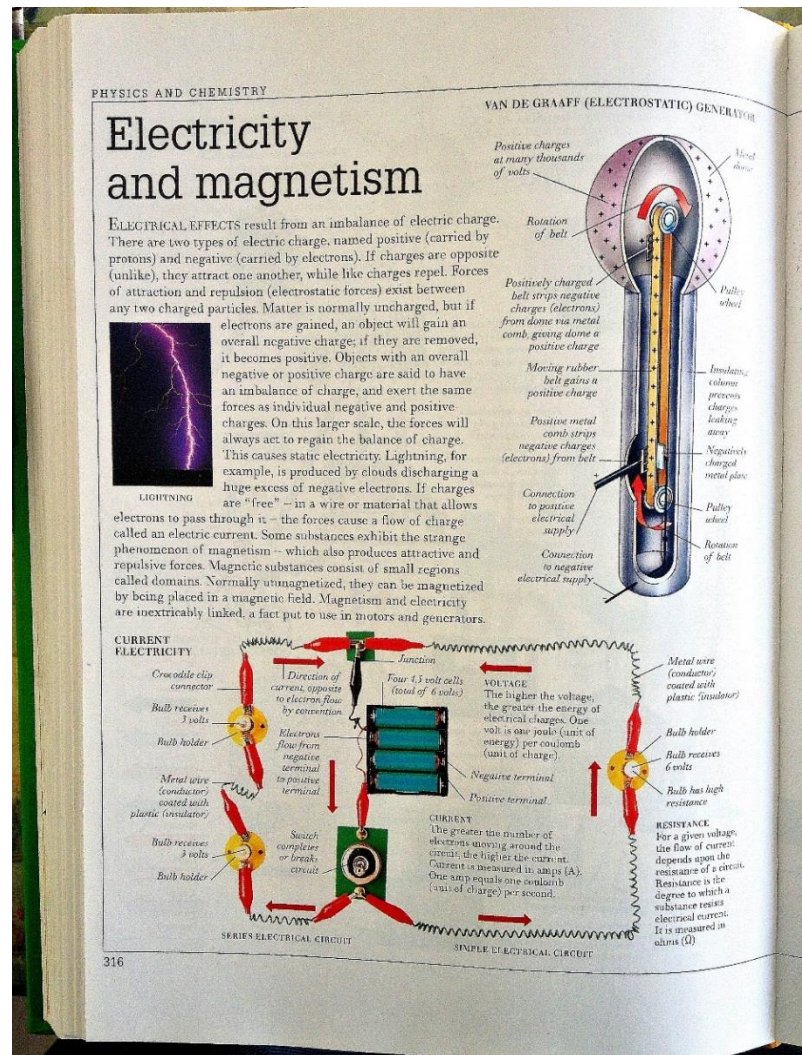 PHYSICS AND CHEMISTRY
Electricity
and magnetism
ELECTRICAL EFFECTS result from an imbalance of electric charge.
There are two types of electric charge, named positive (carried by
protons) and negative (carried by electrons). If charges are opposite
(unlike), they attract one another, while like charges repel. Forces
of attraction and repulsion (electrostatic forces) exist between
any two charged particles. Matter is normally uncharged, but if
electrons are gained, an object will gain an
overall negative charge; if they are removed,
it becomes positive. Objects with an overall
negative or positive charge are said to have
an imbalance of charge, and exert the same
forces as individual negative and positive
charges. On this larger scale, the forces will
always act to regain the balance of charge.
This causes static electricity. Lightning, for
example, is produced by clouds discharging a
huge excess of negative electrons. If charges
are "free" – in a wire or material that allows
electrons to pass through it – the forces cause a flow of charge
called an electric current. Some substances exhibit the strange
phenomenon of magnetism – which also produces attractive and
repulsive forces. Magnetic substances consist of small regions
called domains. Normally unmagnetized, they can be magnetized
by being placed in a magnetic field. Magnetism and electricity
are inextricably linked, a fact put to use in motors and generators.
LIGHTNING
VAN DE GRAAFF (ELECTROSTATIC) GENERATOR
Positive charges
at many thousands
of volts
Metal
dome
Rotation
of belt
Pulley
wheel
Positively charged
belt strips negative
charges (electrons)
from dome via metal
comb, giving dome a
positive charge
Moving rubber
belt gains a
positive charge
Insulating
column
prevents
charges
leaking
away
Positive metal
comb strips
negative charges
(electrons) from belt
Negatively
charged
metal plate
Connection
to positive
electrical
supply
Pulley
wheel
Rotation
of belt
Connection
to negative
electrical supply
CURRENT
ELECTRICITY
Crocodile clip
connector
Bulb receives
3 volts
Bulb holder
Metal wire
(conductor)
coated with
plastic (insulator)
Bulb receives
3 volts
Bulb holder
Direction of
current, opposite
to electron flow
by convention
Electrons
flow from
negative
terminal
to positive
terminal
Switch
completes
or breaks
circuit
Junction
Four 1.5 volt cells
(total of 6 volts)
Negative terminal
Positive terminal
VOLTAGE
The higher the voltage,
the greater the energy of
electrical charges. One
volt is one joule (unit of
energy) per coulomb
(unit of charge).
CURRENT
The greater the number of
electrons moving around the
circuit, the higher the current.
Current is measured in amps (A).
One amp equals one coulomb
(unit of charge) per second.
Metal wire
(conductor)
coated with
plastic (insulator)
Bulb holder
Bulb receives
6 volts
Bulb has high
resistance
RESISTANCE
For a given voltage,
the flow of current
depends upon the
resistance of a circuit.
Resistance is the
degree to which a
substance resists
electrical current.
It is measured in
ohms (Ω)
SERIES ELECTRICAL CIRCUIT
SIMPLE ELECTRICAL CIRCUIT
316